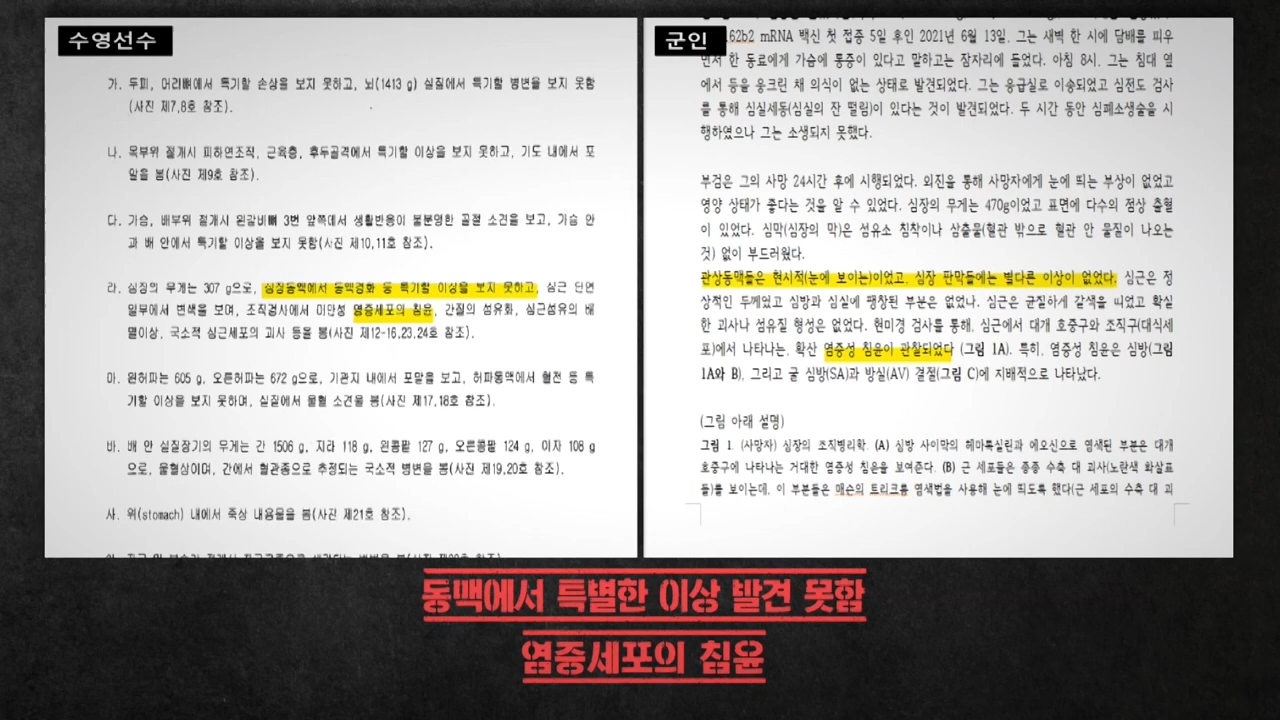 수영선수
가. 두피, 머리뼈에서 특기할 손상을 보지 못하고, 뇌(1413 g) 실질에서 특기할 병변을 보지 못함
(사진 제7,8호 참조).
나. 목부위 절개시 피하연조직, 근육층, 후두골격에서 특기할 이상을 보지 못하고, 기도 내에서 포
말을 봄(사진 제9호 참조).
다. 가슴, 배부위 절개시 왼갈비뼈 3번 앞쪽데서 생활반응이 불분명한 골절 소견을 보고, 가슴 안
과 배 안에서 특기할 이상을 보지 못함(사진 제10,11호 참조).
라. 심장의 무게는 307 g으로, 심장동맥에서 동맥경화 등 특기할 이상을 보지 못하고, 심근 단면
일부에서 변색을 보며, 조직검사에서 미만성 염증세포의 침윤, 간질의 섬유화, 심근섬유의 배
열이상, 국소적 심근세포의 괴사 등을 봄(사진 제12-16,23,24호 참조).
마. 왼허파는 605 g, 오른허파는 672 g으로, 기관지 내에서 포말을 보고, 허파동맥에서 혈전 등 특
기할 이상을 보지 못하며, 실질에서 울혈 소견을 봄(사진 제17,18호 참조).
바. 배 안 실질장기의 무게는 간 1506 g, 지라 118 g, 왼콩팥 127 g, 오른콩팥 124 g, 이자 108 g
으로, 울혈상이며, 간에서 혈관종으로 추정되는 국소적 병변을 봄(사진 제19,20호 참조).
사. 위(stomach) 내에서 죽상 내용물을 봄(사진 제21호 참조).
군인
62b2 mRNA 백신 첫 접종 5일 후인 2021년 6월 13일, 그는 새벽 한 시에 담배를 피우
면서 한 동료에게 가슴에 통증이 있다고 말하고는 잠자리에 들었다. 아침 8시, 그는 침대 옆
에서 등을 웅크린 채 의식이 없는 상태로 발견되었다. 그는 응급실로 이송되었고 심전도 검사
를 통해 심실세동(심실의 잔 떨림)이 있다는 것이 발견되었다. 두 시간 동안 심폐소생술을 시
행하였으나 그는 소생되지 못했다.
부검은 그의 사망 24시간 후에 시행되었다. 외진을 통해 사망자에게 눈에 띄는 부상이 없었고
영양 상태가 좋다는 것을 알 수 있었다. 심장의 무게는 470g이었고 표면에 다수의 점상 출혈
이 있었다. 심막(심장의 막)은 섬유소 침착이나 삼출물(혈관 밖으로 혈관 안 물질이 나오는
것) 없이 부드러웠다.
관상동맥들은 현시적(눈에 보이는)이었고, 심장 판막들에는 별다른 이상이 없었다. 심근은 정
상적인 두께였고 심방과 심실에 팽창된 부분은 없었나. 심근은 균질하게 갈색을 띠었고 확실
한 괴사나 섬유질 형성은 없었다. 현미경 검사를 통해, 심근에서 대개 호중구와 조직구(대식세
포)에서 나타나는, 확산 염증성 침윤이 관찰되었다 (그림 1A). 특히, 염증성 침윤은 심방(그림
1A와 B), 그리고 굴 심방(SA)과 방실(AV) 결절(그림 C)에 지배적으로 나타났다.
(그림 아래 설명)
그림 1. (사망자) 심장의 조직병리학. (A) 심방 사이막의 헤마톡실린과 에오신으로 염색된 부분은 대개
호중구에 나타나는 거대한 염증성 침윤을 보여준다. (B) 근 세포들은 종종 수축 대 괴사(노란색 화살표
들)를 보이는데, 이 부분들은 매슨의 트리크롬 염색법을 사용해 눈에 띄도록 했다(근 세포의 수축 대 괴
동맥에서 특별한 이상 발견 못함
염증세포의 침윤